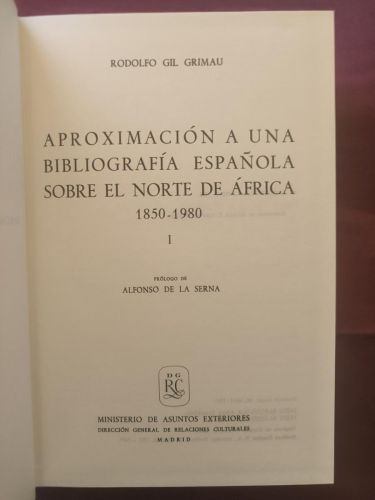 RODOLFO GIL GRIMAU
APROXIMACIÓN A UNA
BIBLIOGRAFÍA ESPAÑOLA
SOBRE EL NORTE DE ÁFRICA
1850-1980
I
PRÓLOGO DE
ALFONSO DE LA SERNA
D G
RC
MINISTERIO DE ASUNTOS EXTERIORES
DIRECCIÓN GENERAL DE RELACIONES CULTURALES
MADRID